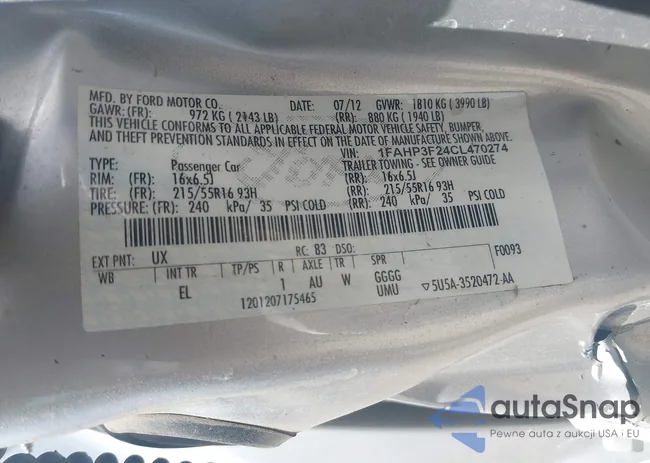 MFD. BY FORD MOTOR CO. DATE: 07/12 GVWR: 1810 KG (3990 LB)
GAWR: (FR): 972 KG (2143 LB) (RR): 880 KG (1940 LB)
THIS VEHICLE CONFORMS TO ALL APPLICABLE FEDERAL MOTOR VEHICLE SAFETY, BUMPER,
AND THEFT PREVENTION STANDARDS IN EFFECT ON THE DATE OF MANUFACTURE SHOWN ABOVE.
VIN: 1FAHP3F24CL470274
TYPE: Passenger Car TRAILER TOWING - SEE OWNER GUIDE
RIM: (FR) 16x6.5J (RR): 16x6.5J
TIRE: (FR) 215/55R16 93H (RR): 215/55R16 93H
PRESSURE: (FR) 240 kPa/ 35 PSI COLD (RR): 240 kPa/ 35 PSI COLD
EXT PNT: UX RC: 83 DSO: F0093
WB INT TR TP/PS R AXLE TR SPR
EL 1 AU W GGGG
1201207175465 UMU ▽5U5A-3520472-AA
autaSnap
Pewne auta z aukcji USA i EU